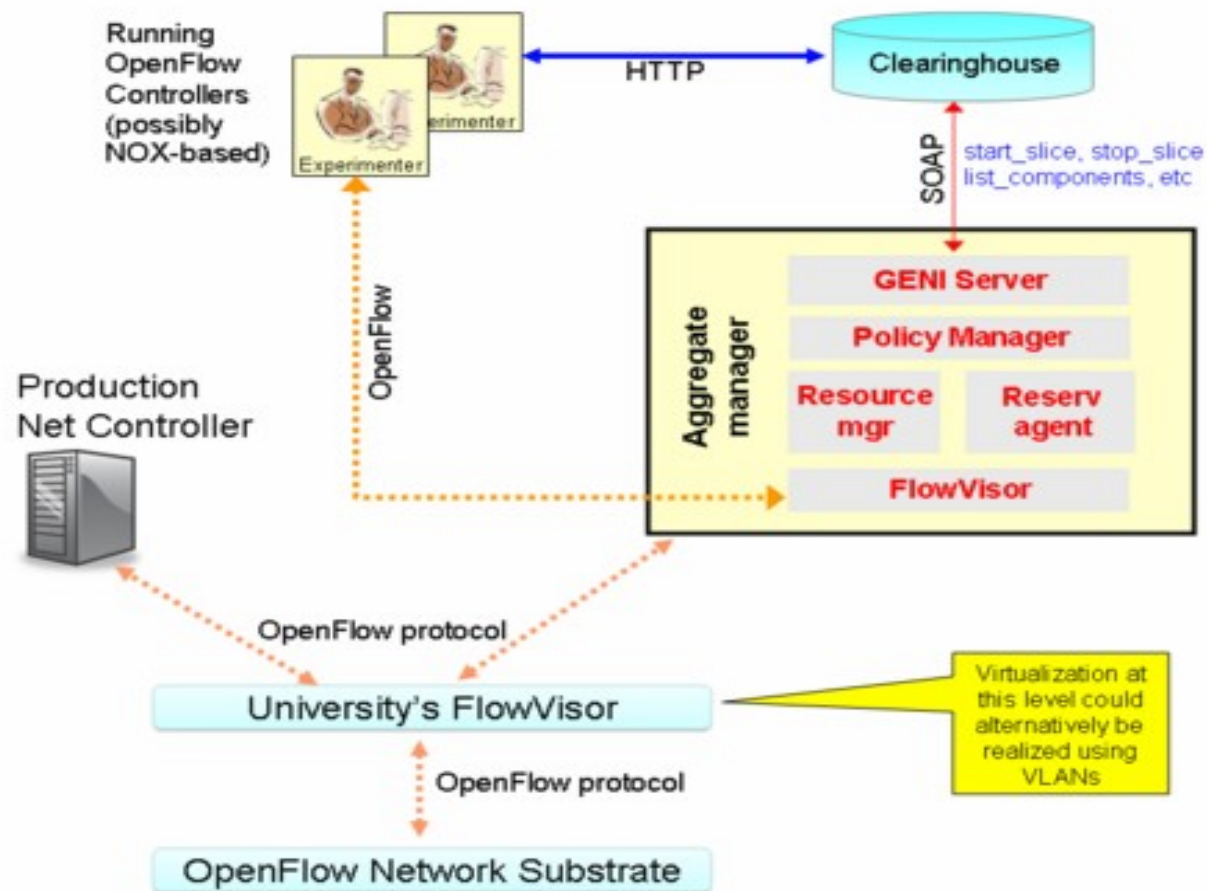 Running
OpenFlow
Controllers
(possibly
NOX-based)
erimenter
Experimenter
HTTP
Clearinghouse
SOAP
start_slice, stop_slice
list_components, etc
OpenFlow
Aggregate
manager
GENI Server
Policy Manager
Resource
mgr
Reserv
agent
FlowVisor
Production
Net Controller
OpenFlow protocol
University's FlowVisor
Virtualization at
this level could
alternatively be
realized using
VLANs
OpenFlow protocol
OpenFlow Network Substrate